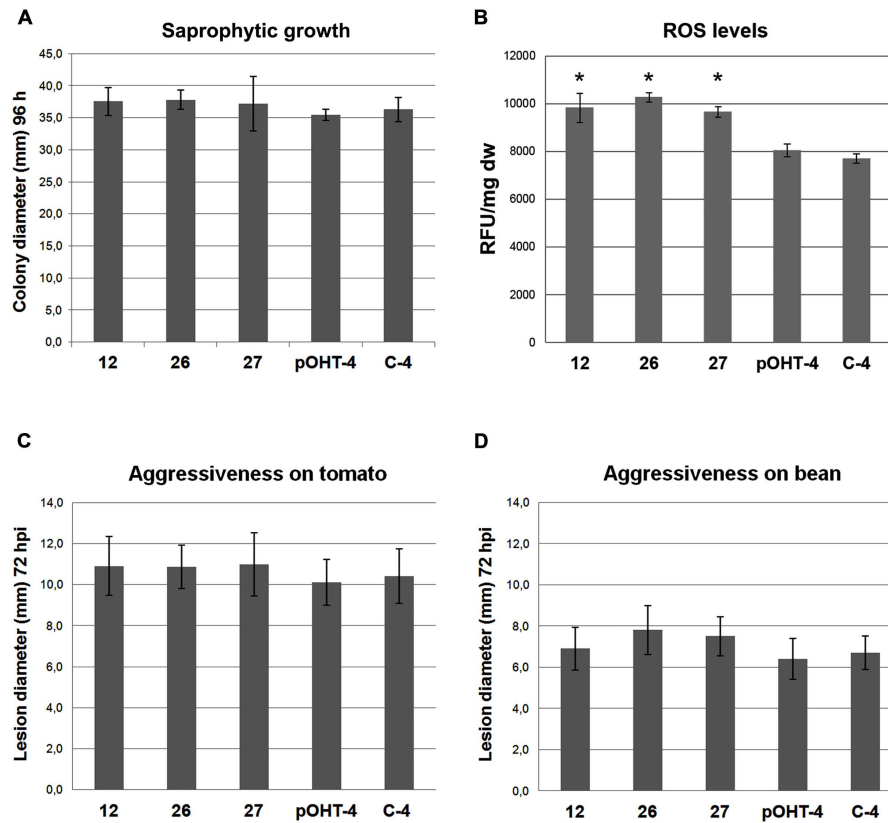 A
Saprophytic growth
Colony diameter (mm) 96 h
45,0
40,0
35,0
30,0
25,0
20,0
15,0
10,0
5,0
0,0
12 26 27 pOHT-4 C-4
B
ROS levels
RFU/mg dw
12000
10000
8000
6000
4000
2000
0
* * *
12 26 27 pOHT-4 C-4
C
Aggressiveness on tomato
Lesion diameter (mm) 72 hpi
14,0
12,0
10,0
8,0
6,0
4,0
2,0
0,0
12 26 27 pOHT-4 C-4
D
Aggressiveness on bean
Lesion diameter (mm) 72 hpi
14,0
12,0
10,0
8,0
6,0
4,0
2,0
0,0
12 26 27 pOHT-4 C-4